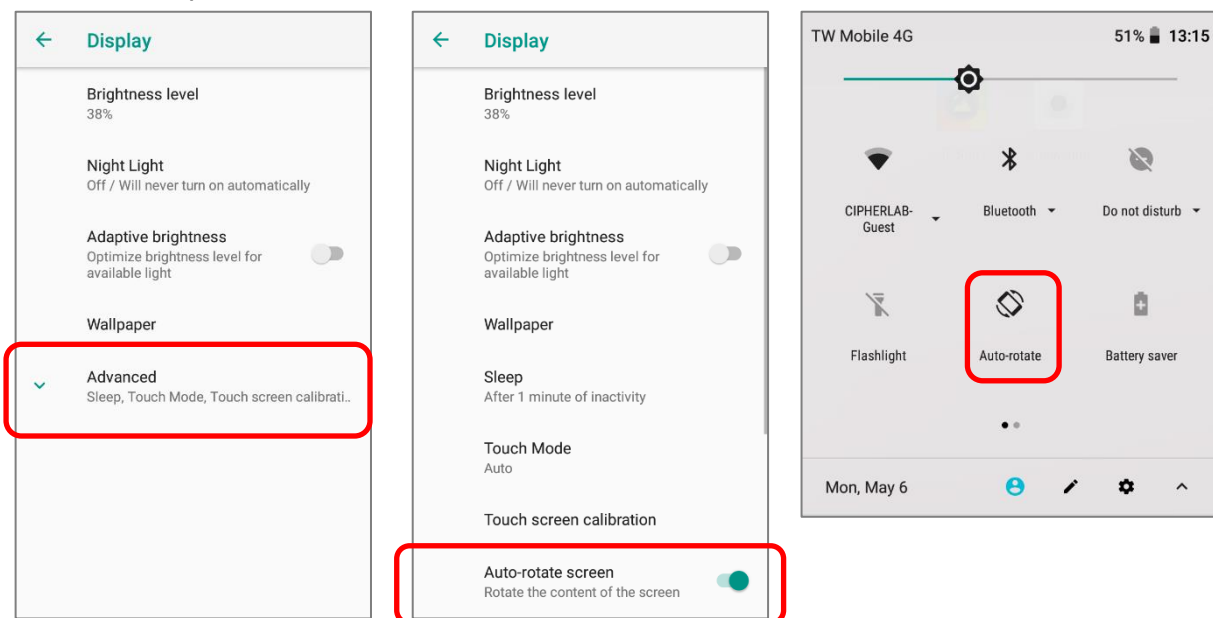 Display
Brightness level
38%
Night Light
Off / Will never turn on automatically
Adaptive brightness
Optimize brightness level for
available light
Wallpaper
Advanced
Sleep, Touch Mode, Touch screen calibrati..
Display
Brightness level
38%
Night Light
Off / Will never turn on automatically
Adaptive brightness
Optimize brightness level for
available light
Wallpaper
Sleep
After 1 minute of inactivity
Touch Mode
Auto
Touch screen calibration
Auto-rotate screen
Rotate the content of the screen
TW Mobile 4G 51% 13:15
CIPHERLAB-
Guest
Bluetooth
Do not disturb
Flashlight
Auto-rotate
Battery saver
Mon, May 6